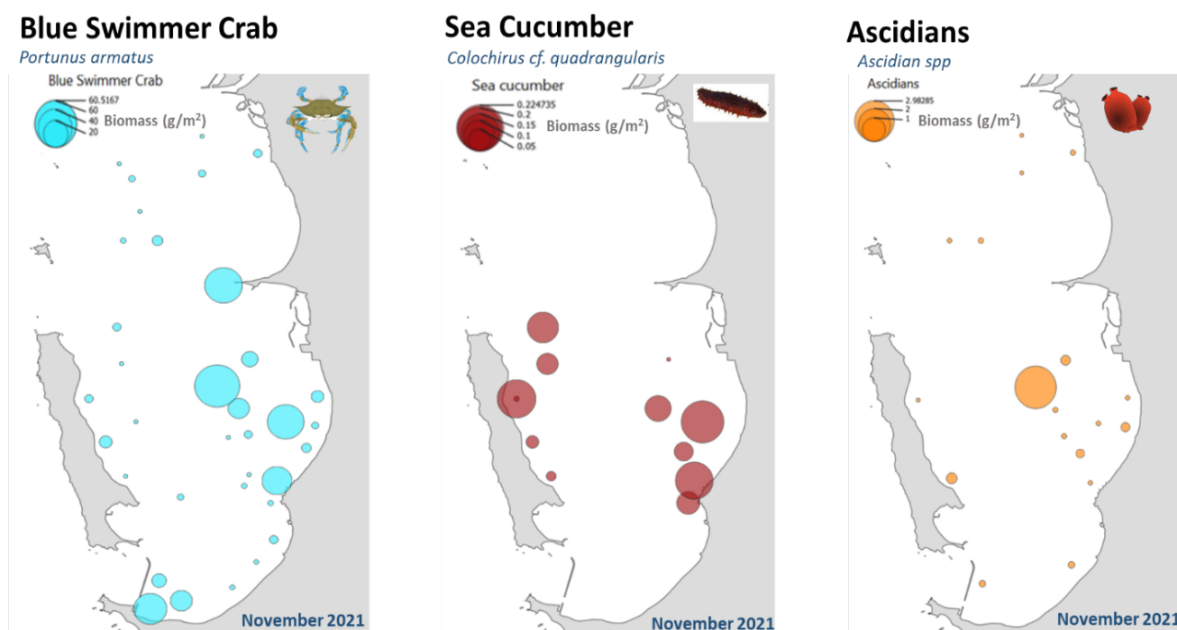 Blue Swimmer Crab
Portunus armatus
Blue Swimmer Crab
60.5167
60
40
20
Biomass (g/m²)
November 2021
Sea Cucumber
Colochirus cf. quadrangularis
Sea cucumber
0.224735
0.2
0.15
0.1
0.05
Biomass (g/m²)
November 2021
Ascidians
Ascidian spp
Ascidians
2.98285
2
1
Biomass (g/m²)
November 2021